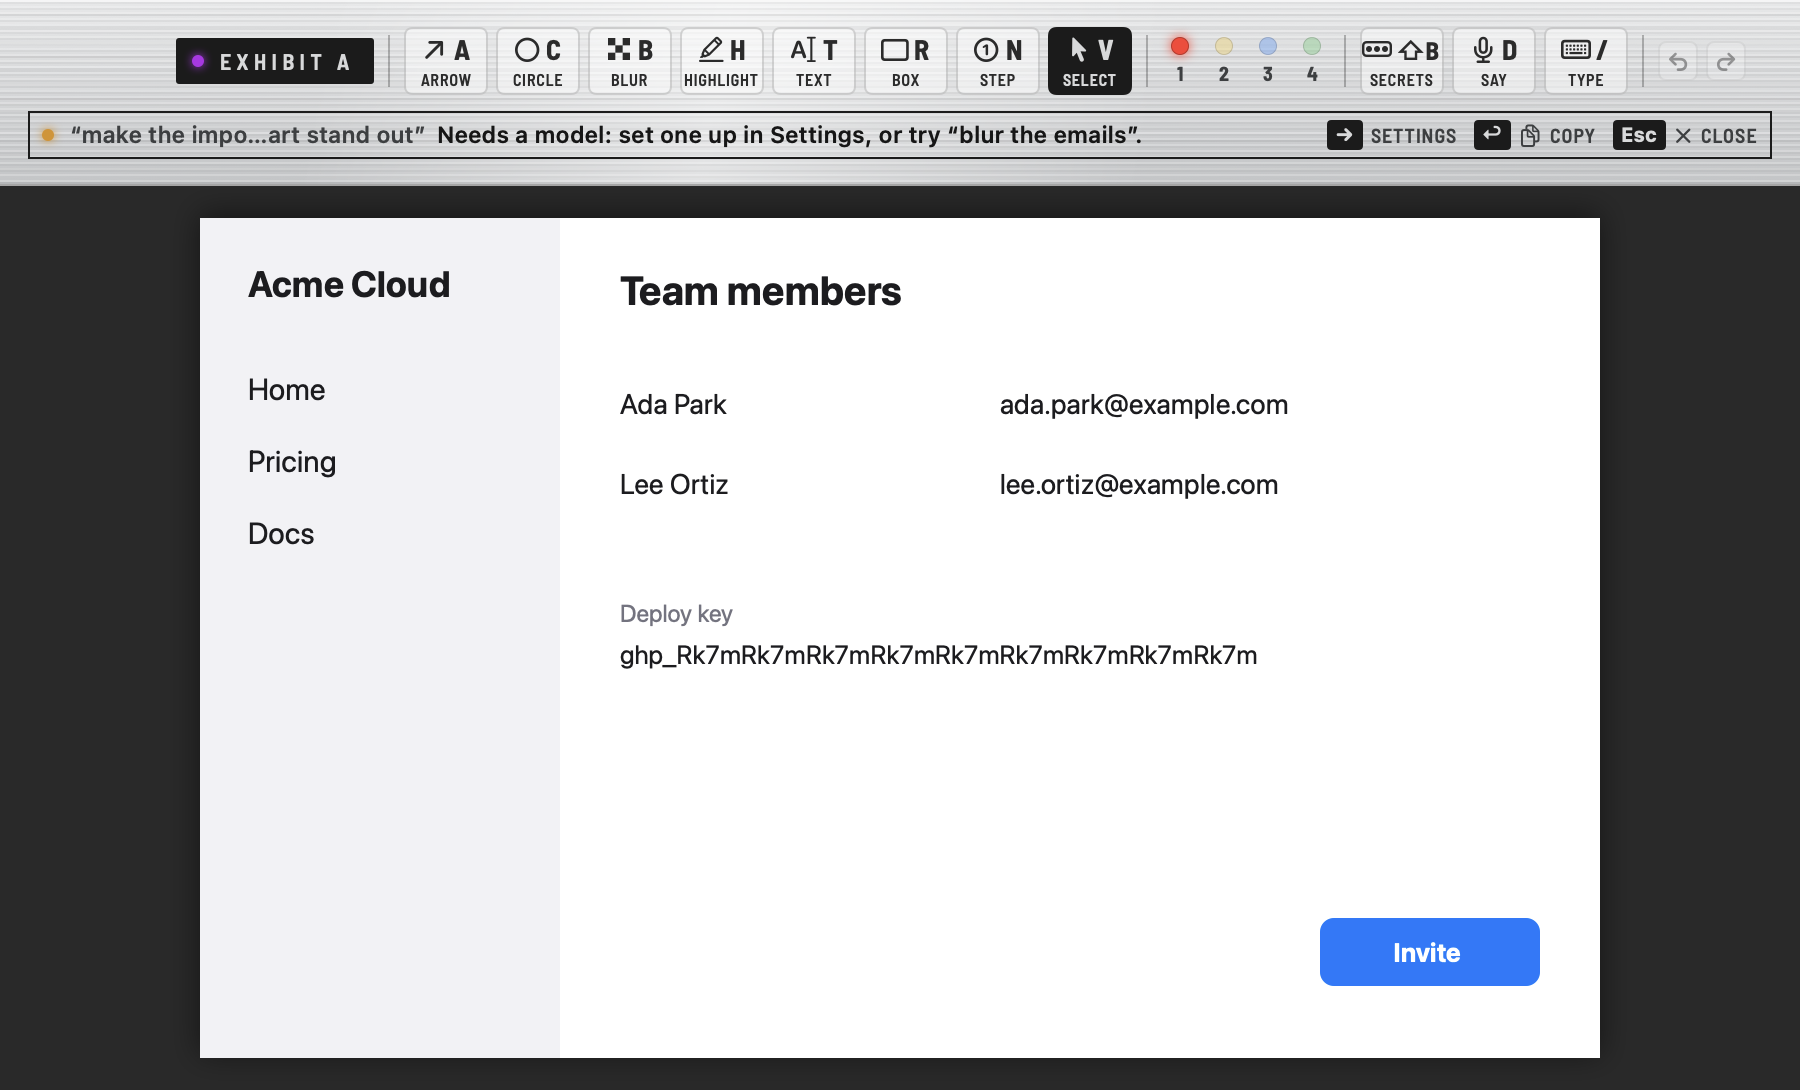 EXHIBIT A
A ARROW
C CIRCLE
B BLUR
H HIGHLIGHT
T TEXT
R BOX
1 N STEP
V SELECT
1 2 3 4
B SECRETS
D SAY
/ TYPE
“make the impo...art stand out” Needs a model: set one up in Settings, or try “blur the emails”.
SETTINGS
COPY
Esc CLOSE
Acme Cloud
Home
Pricing
Docs
Team members
Ada Park ada.park@example.com
Lee Ortiz lee.ortiz@example.com
Deploy key
ghp_Rk7mRk7mRk7mRk7mRk7mRk7mRk7mRk7mRk7m
Invite